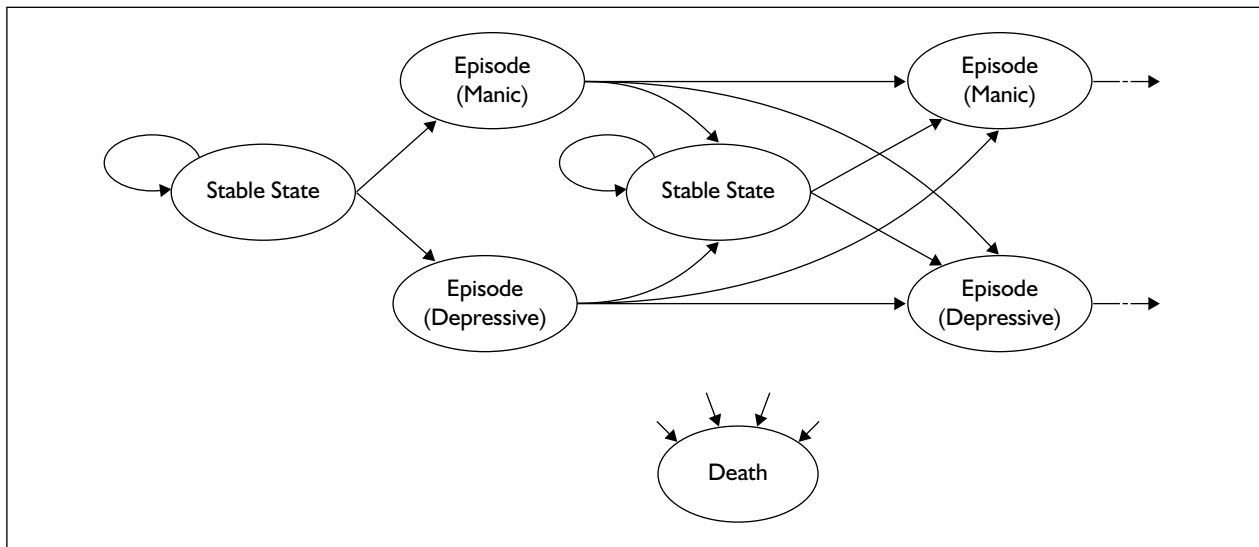 Episode
(Manic)
Episode
(Manic)
Stable State
Stable State
Episode
(Depressive)
Episode
(Depressive)
Death